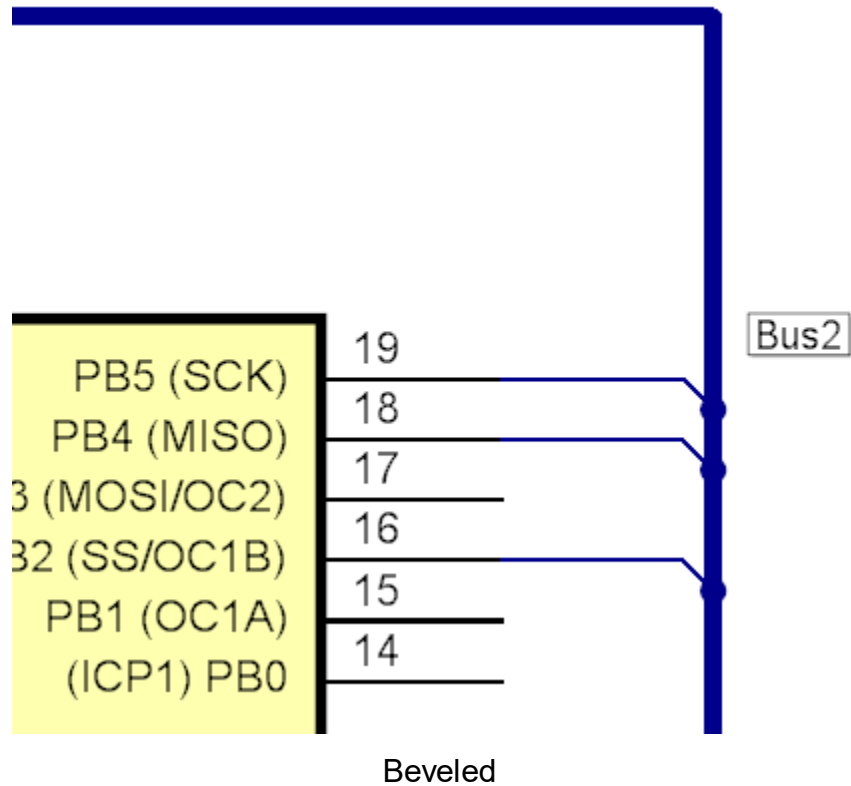 Bus2
19
PB5 (SCK)
18
PB4 (MISO)
17
3 (MOSI/OC2)
16
B2 (SS/OC1B)
15
PB1 (OC1A)
14
(ICP1) PB0
Beveled